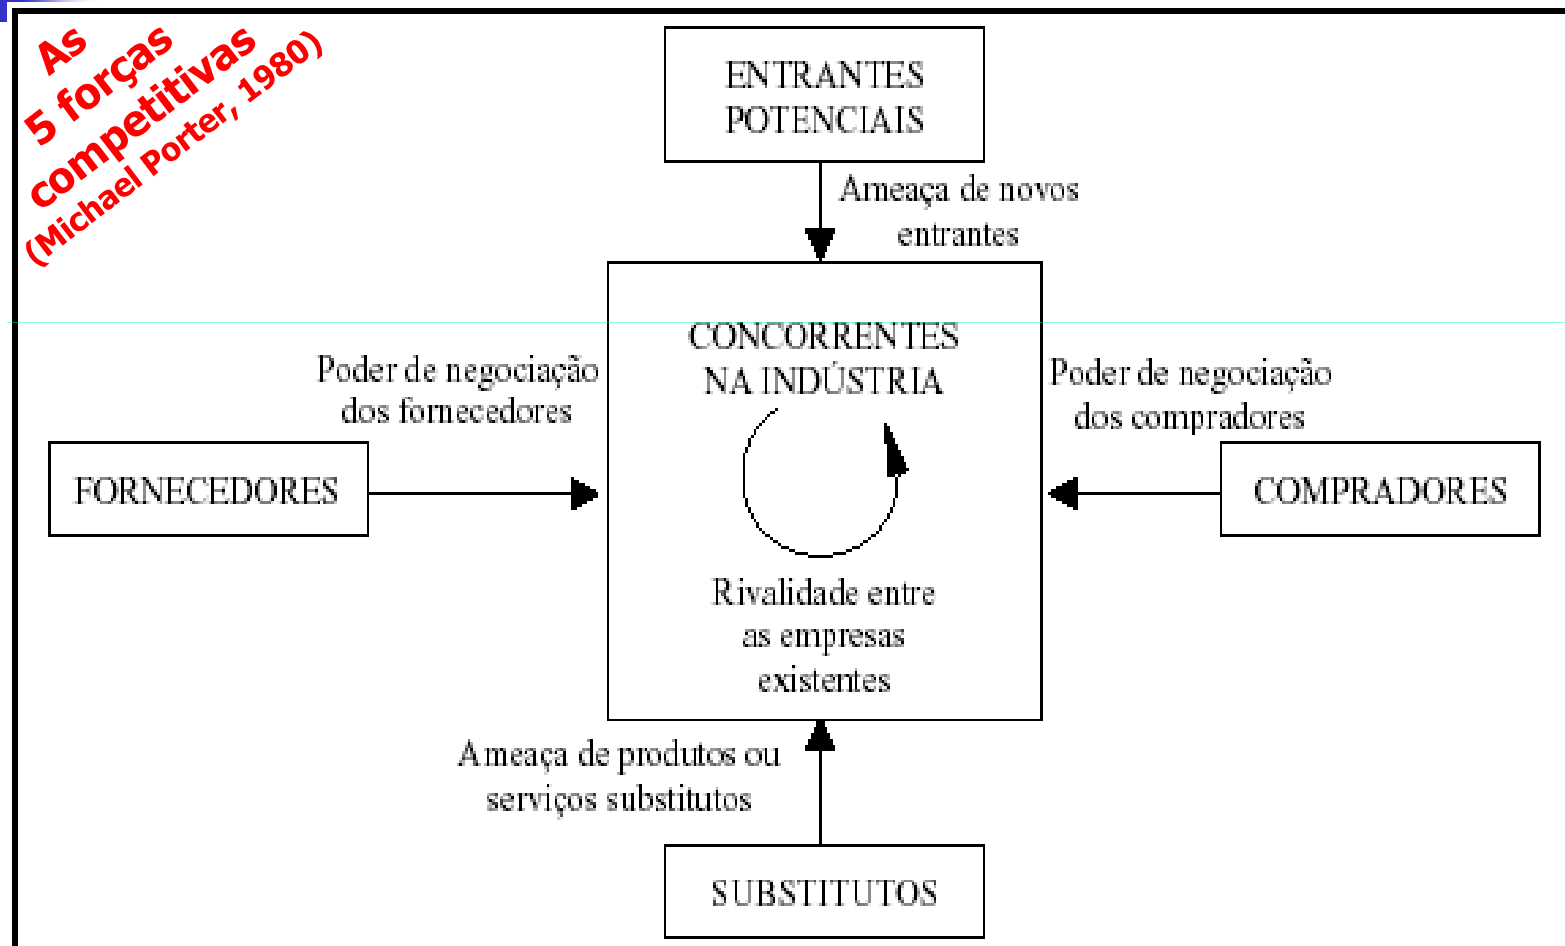 As
5 forças
competitivas
(Michael Porter, 1980)
ENTRANTES
POTENCIAIS
Ameaça de novos
entrantes
CONCORRENTES
NA INDÚSTRIA
Poder de negociação
dos fornecedores
Poder de negociação
dos compradores
FORNECEDORES
COMPRADORES
Rivalidade entre
as empresas
existentes
Ameaça de produtos ou
serviços substitutos
SUBSTITUTOS